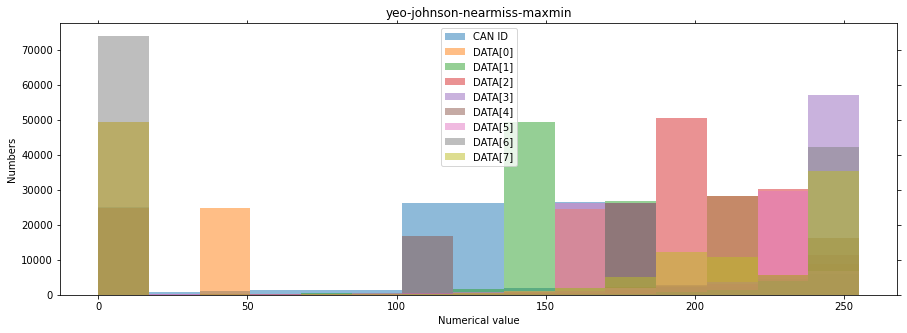 yeo-johnson-nearmiss-maxmin
CAN ID
DATA[0]
DATA[1]
DATA[2]
DATA[3]
DATA[4]
DATA[5]
DATA[6]
DATA[7]
70000
60000
50000
40000
30000
20000
10000
0
Numbers
0 50 100 150 200 250
Numerical value